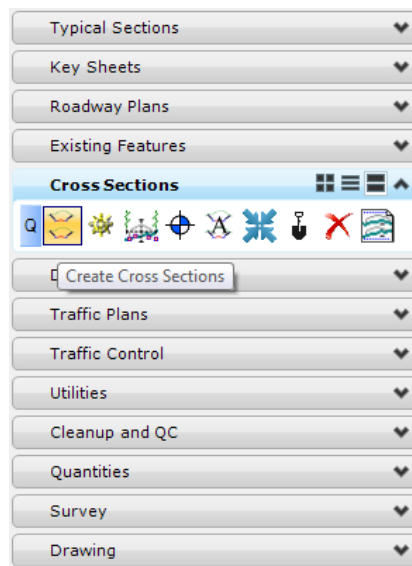 Typical Sections
Key Sheets
Roadway Plans
Existing Features
Cross Sections
Q A
Create Cross Sections
Traffic Plans
Traffic Control
Utilities
Cleanup and QC
Quantities
Survey
Drawing